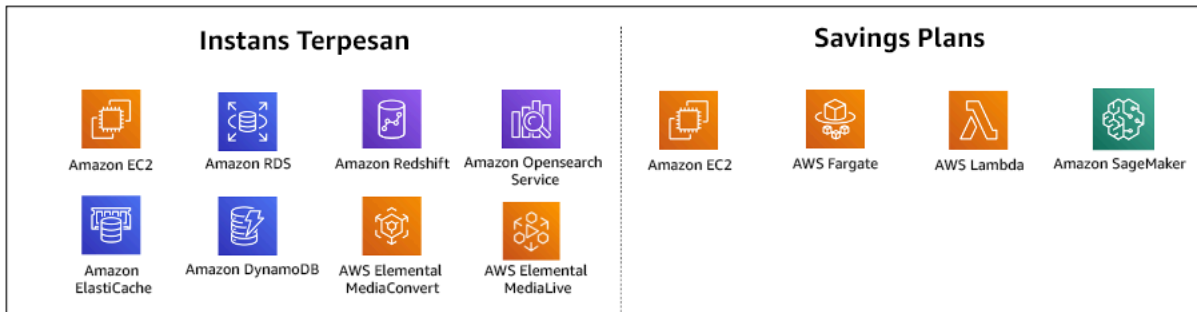 Instans Terpesan
Amazon EC2
Amazon RDS
Amazon Redshift
Amazon Opensearch
Service
Amazon
ElastiCache
Amazon DynamoDB
AWS Elemental
MediaConvert
AWS Elemental
MediaLive
Savings Plans
Amazon EC2
AWS Fargate
AWS Lambda
Amazon SageMaker